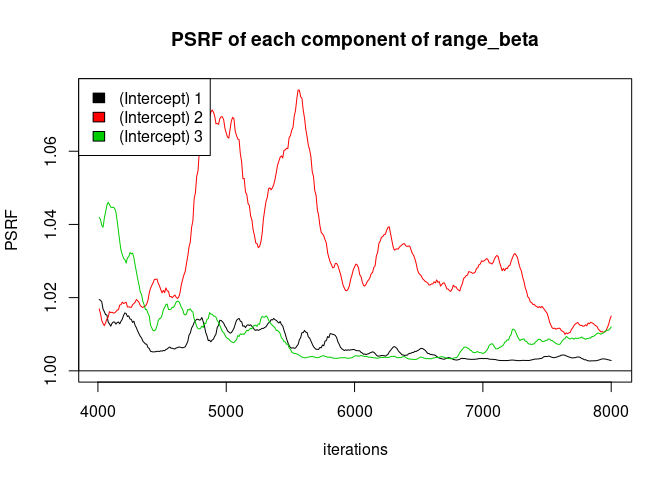 PSRF of each component of range_beta
(Intercept) 1
(Intercept) 2
(Intercept) 3
PSRF
1.06
1.04
1.02
1.00
4000 5000 6000 7000 8000
iterations